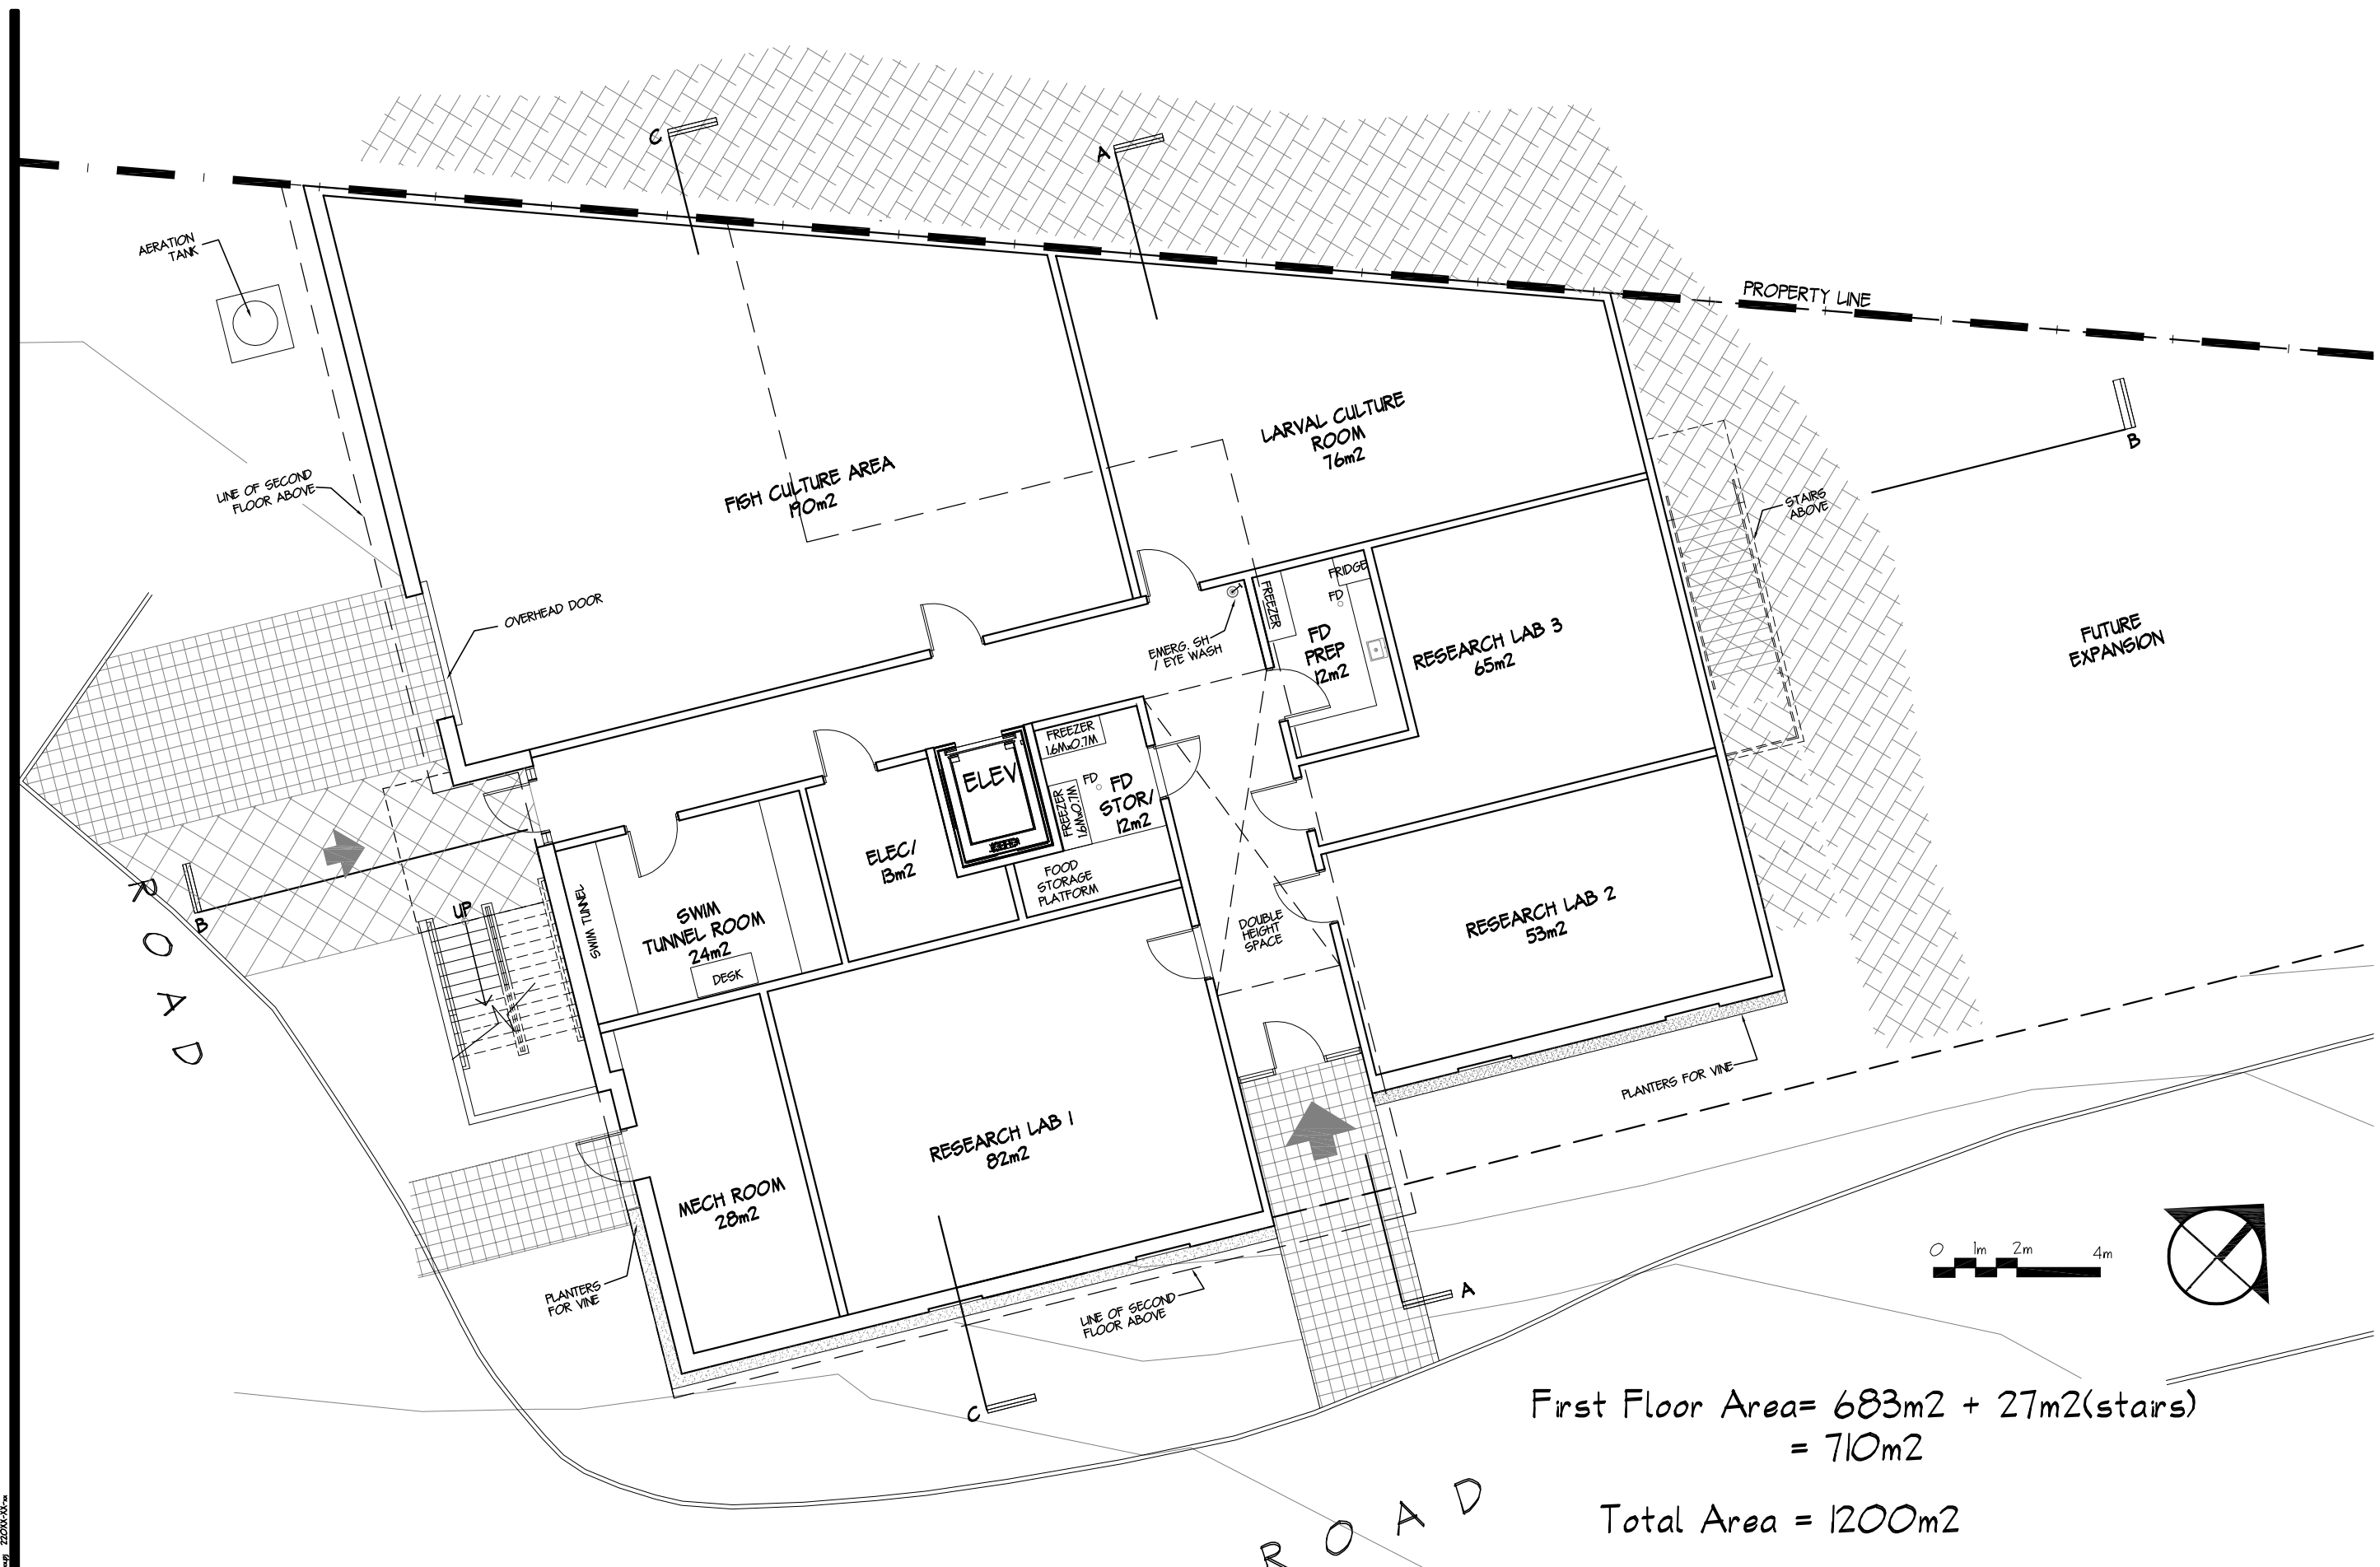 C
A
AERATION
TANK
PROPERTY LINE
B
LARVAL CULTURE
ROOM
76m2
FISH CULTURE AREA
190m2
LINE OF SECOND
FLOOR ABOVE
STAIRS
ABOVE
OVERHEAD DOOR
FREEZER
FRIDGE
FD
EMERG. SH
/ EYE WASH
FD
PREP
12m2
RESEARCH LAB 3
65m2
FUTURE
EXPANSION
ELEV
FREEZER
1.6Mx0.7M
FREEZER
1.6Mx0.7M
FD
FD
STOR/
12m2
ELEC/
13m2
FOOD
STORAGE
PLATFORM
SWIM TUNNEL
SWIM
TUNNEL ROOM
24m2
DESK
UP
B
DOUBLE
HEIGHT
SPACE
RESEARCH LAB 2
53m2
ROAD
PLANTERS FOR VINE
RESEARCH LAB 1
82m2
MECH ROOM
28m2
PLANTERS
FOR VINE
LINE OF SECOND
FLOOR ABOVE
A
C
0 1m 2m 4m
First Floor Area= 683m2 + 27m2(stairs)
= 710m2
Total Area = 1200m2
ROAD
220XX-XX-xx